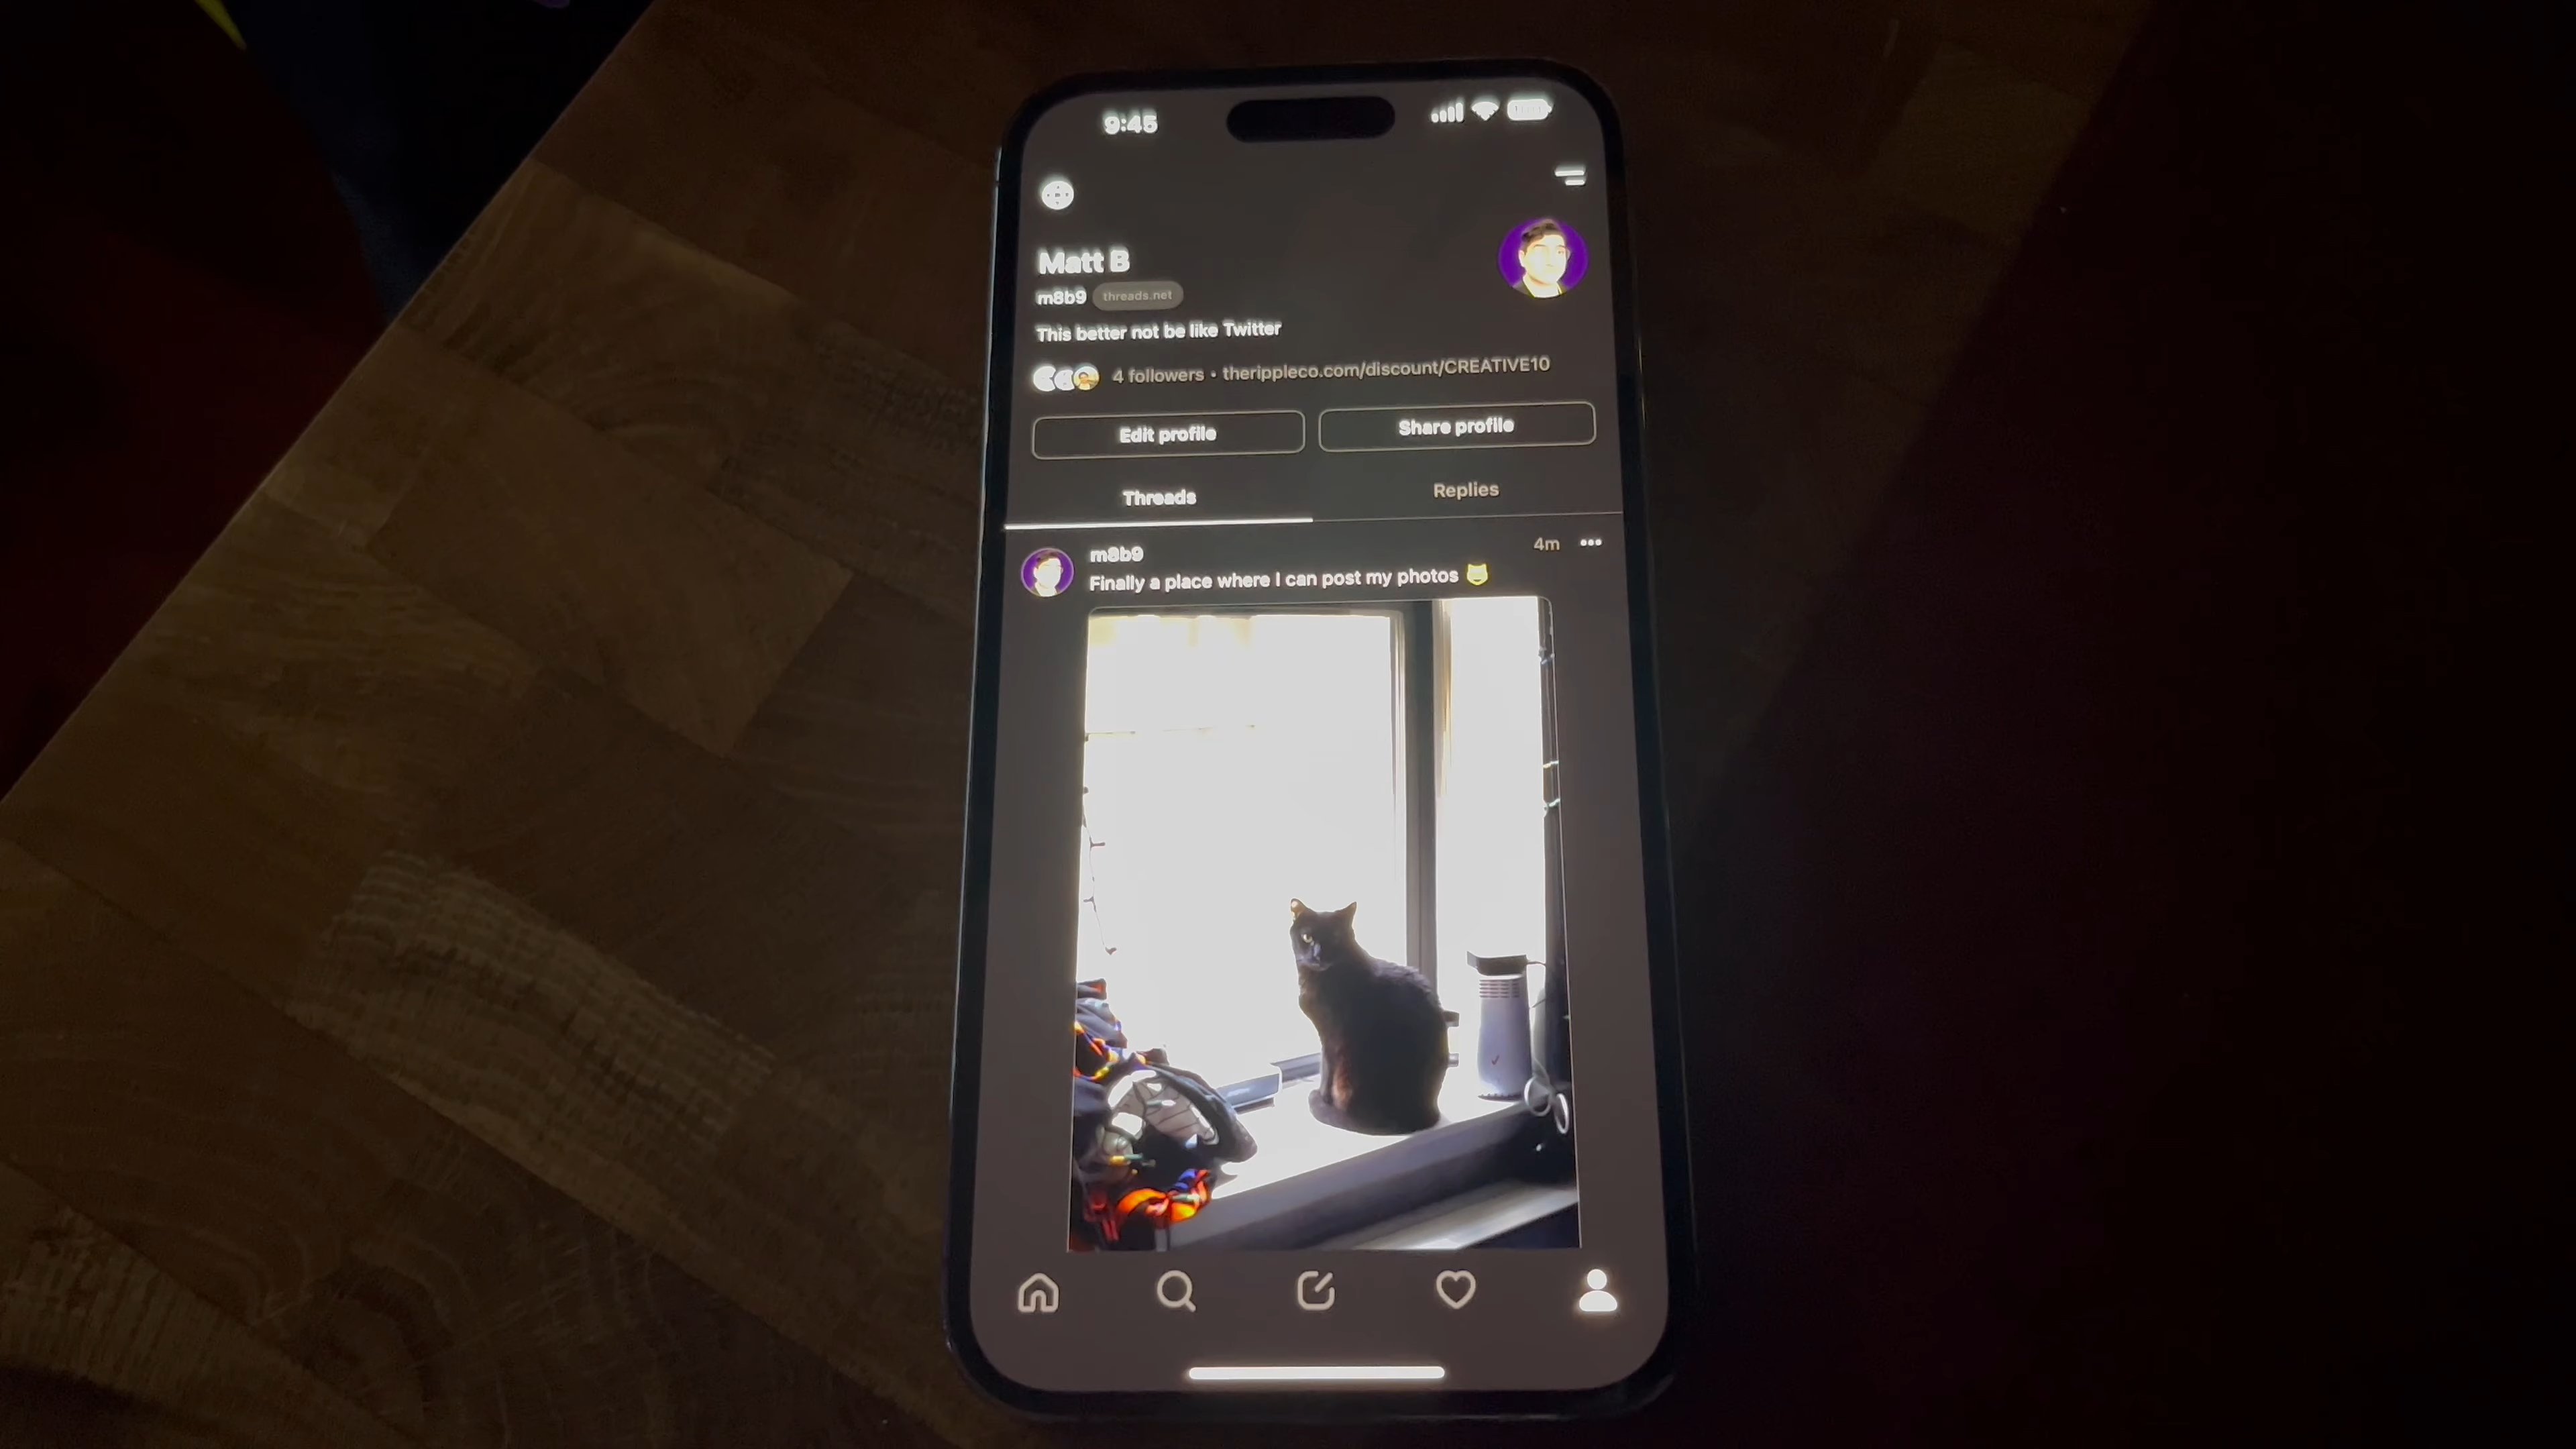 9:45
Matt B
m8b9 threads.net
This better not be like Twitter
4 followers • therippleco.com/discount/CREATIVE10
Edit profile
Share profile
Threads
Replies
m8b9
4m
Finally a place where I can post my photos 😺